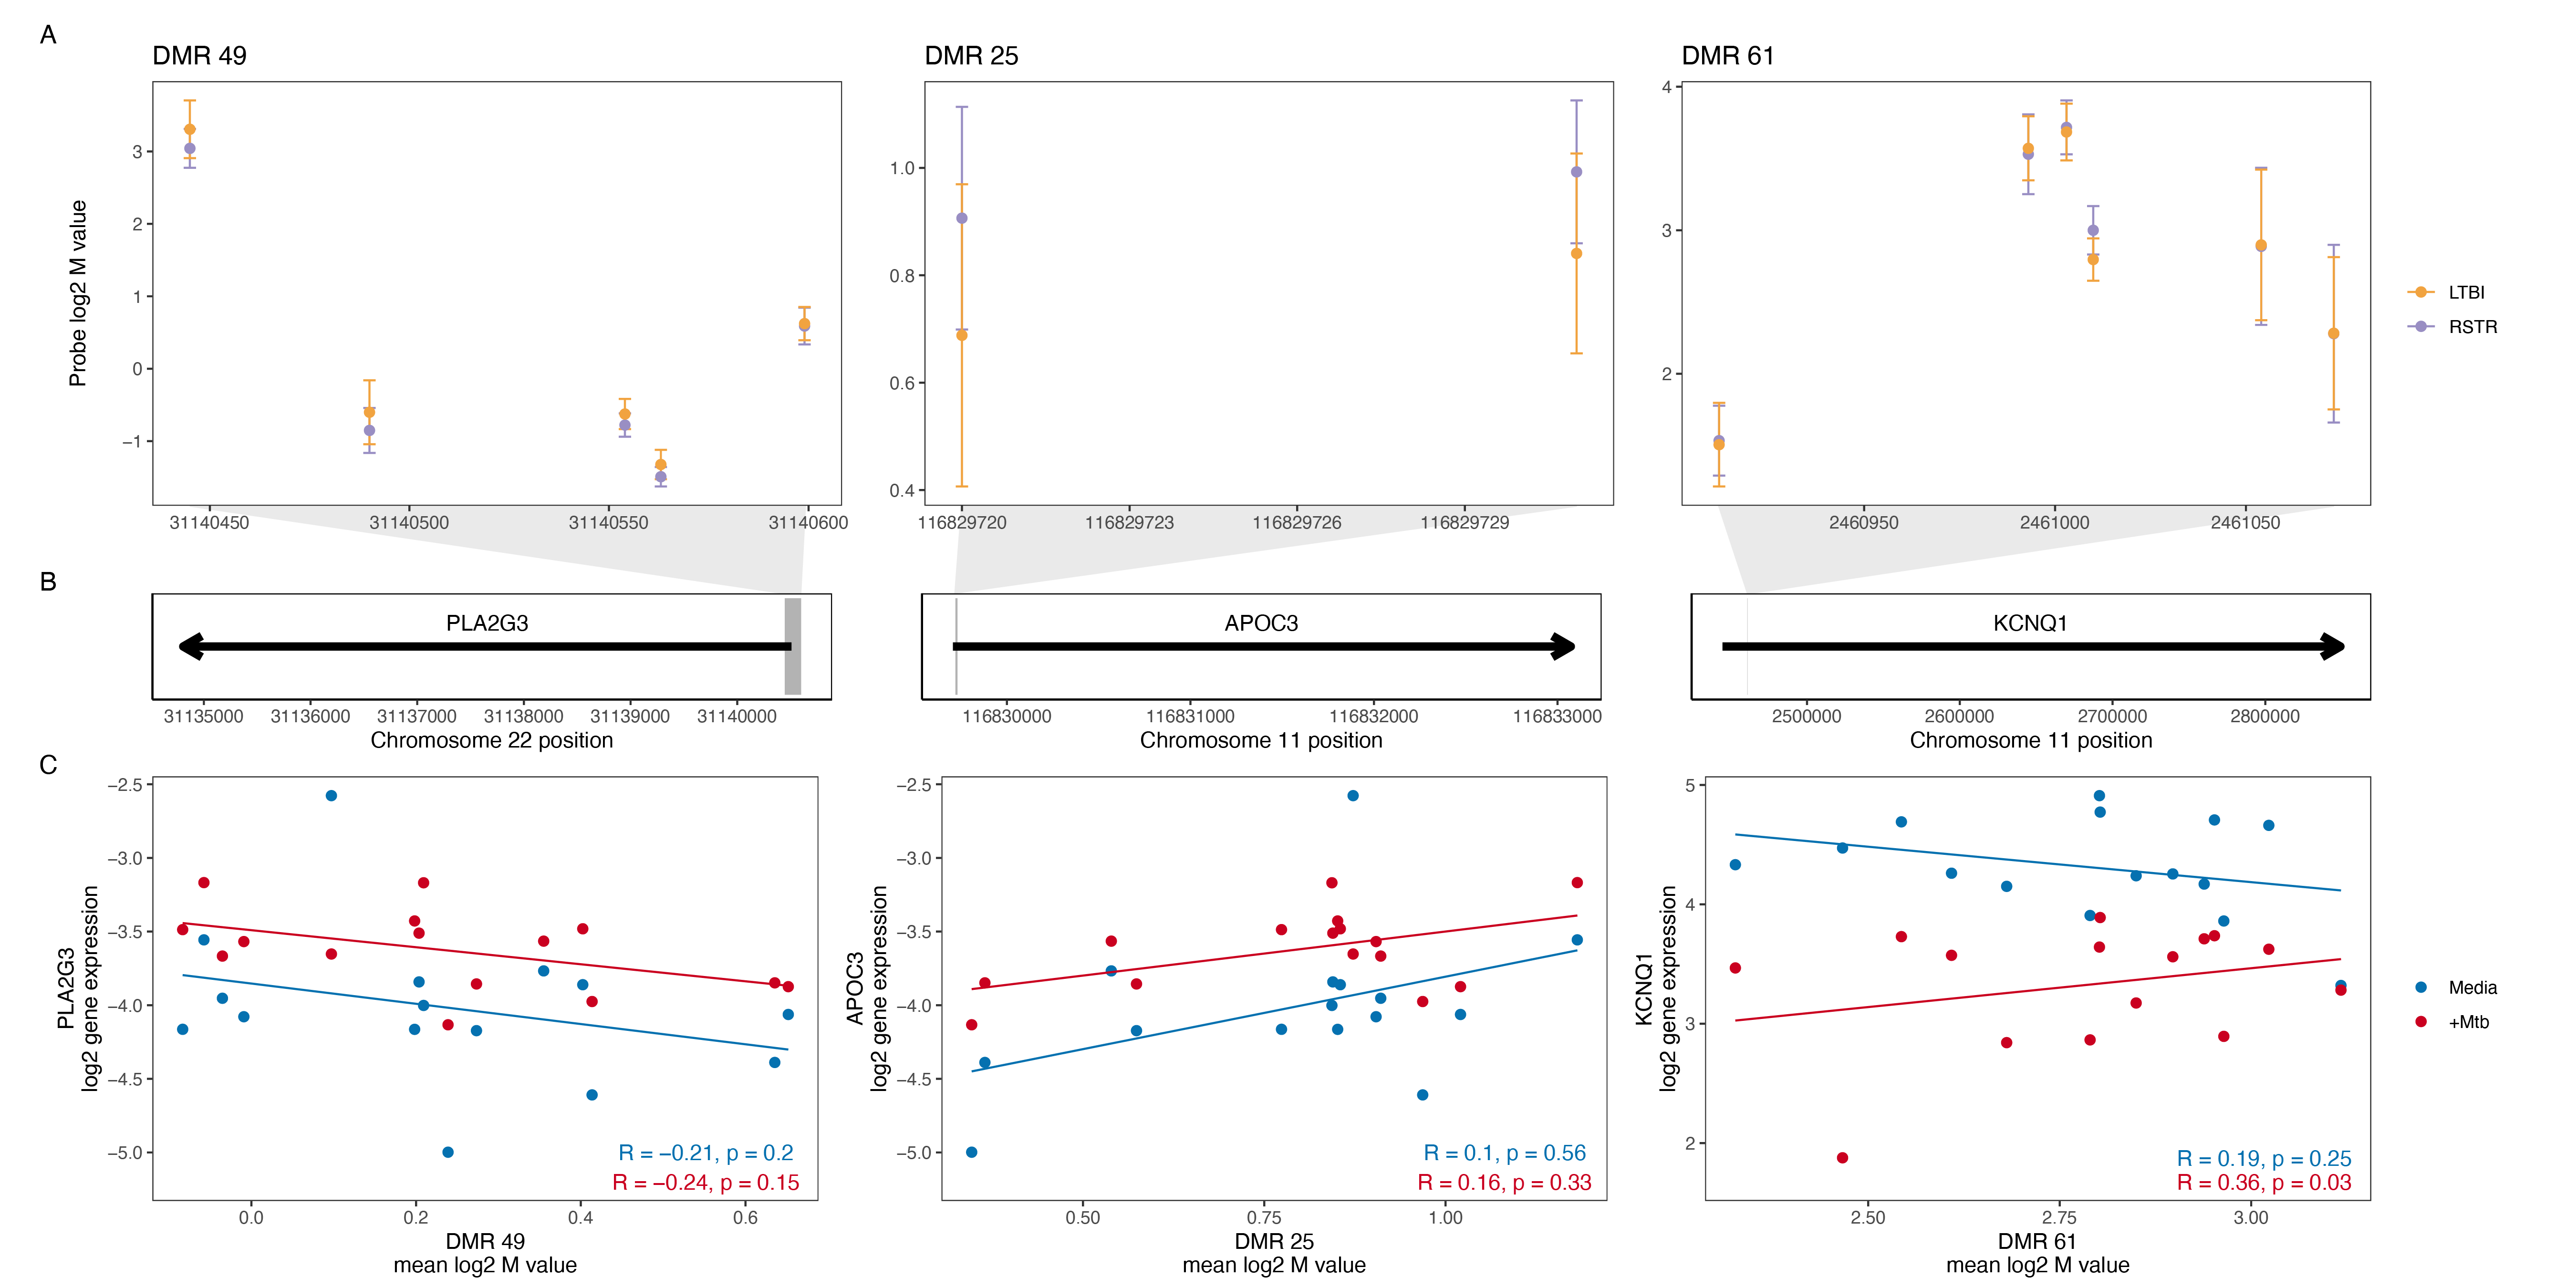 A
DMR 49
DMR 25
DMR 61
Probe log2 M value
3
2
1
0
−1
31140450
31140500
31140550
31140600
1.0
0.8
0.6
0.4
116829720
116829723
116829726
116829729
4
3
2
2460950
2461000
2461050
LTBI
RSTR
B
PLA2G3
31135000
31136000
31137000
31138000
31139000
31140000
Chromosome 22 position
APOC3
116830000
116831000
116832000
116833000
Chromosome 11 position
KCNQ1
2500000
2600000
2700000
2800000
Chromosome 11 position
C
PLA2G3
log2 gene expression
−2.5
−3.0
−3.5
−4.0
−4.5
−5.0
R = −0.21, p = 0.2
R = −0.24, p = 0.15
0.0
0.2
0.4
0.6
DMR 49
mean log2 M value
APOC3
log2 gene expression
−2.5
−3.0
−3.5
−4.0
−4.5
−5.0
R = 0.1, p = 0.56
R = 0.16, p = 0.33
0.50
0.75
1.00
DMR 25
mean log2 M value
KCNQ1
log2 gene expression
5
4
3
2
R = 0.19, p = 0.25
R = 0.36, p = 0.03
2.50
2.75
3.00
DMR 61
mean log2 M value
Media
+Mtb